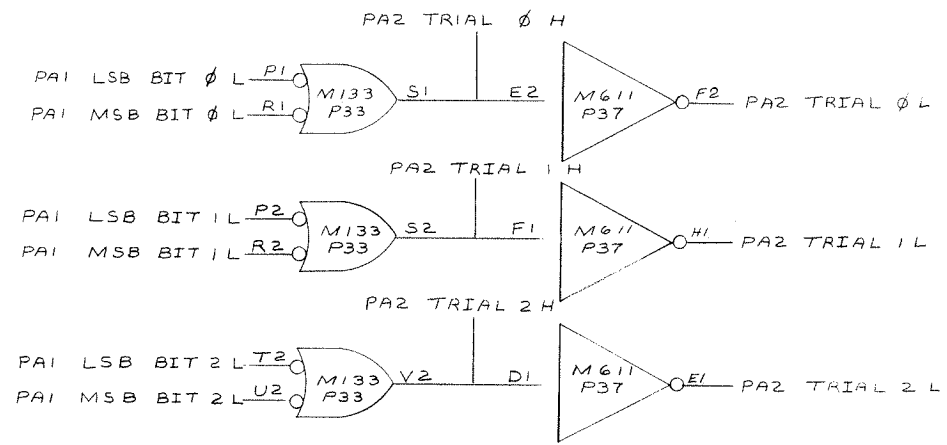 PA2 TRIAL Ø H
PA1 LSB BIT Ø L P1
PA1 MSB BIT Ø L R1
M133
P33
S1 E2
M611
P37
F2 PA2 TRIAL Ø L
PA2 TRIAL 1 H
PA1 LSB BIT 1 L P2
PA1 MSB BIT 1 L R2
M133
P33
S2 F1
M611
P37
H1 PA2 TRIAL 1 L
PA2 TRIAL 2 H
PA1 LSB BIT 2 L T2
PA1 MSB BIT 2 L U2
M133
P33
V2 D1
M611
P37
E1 PA2 TRIAL 2 L